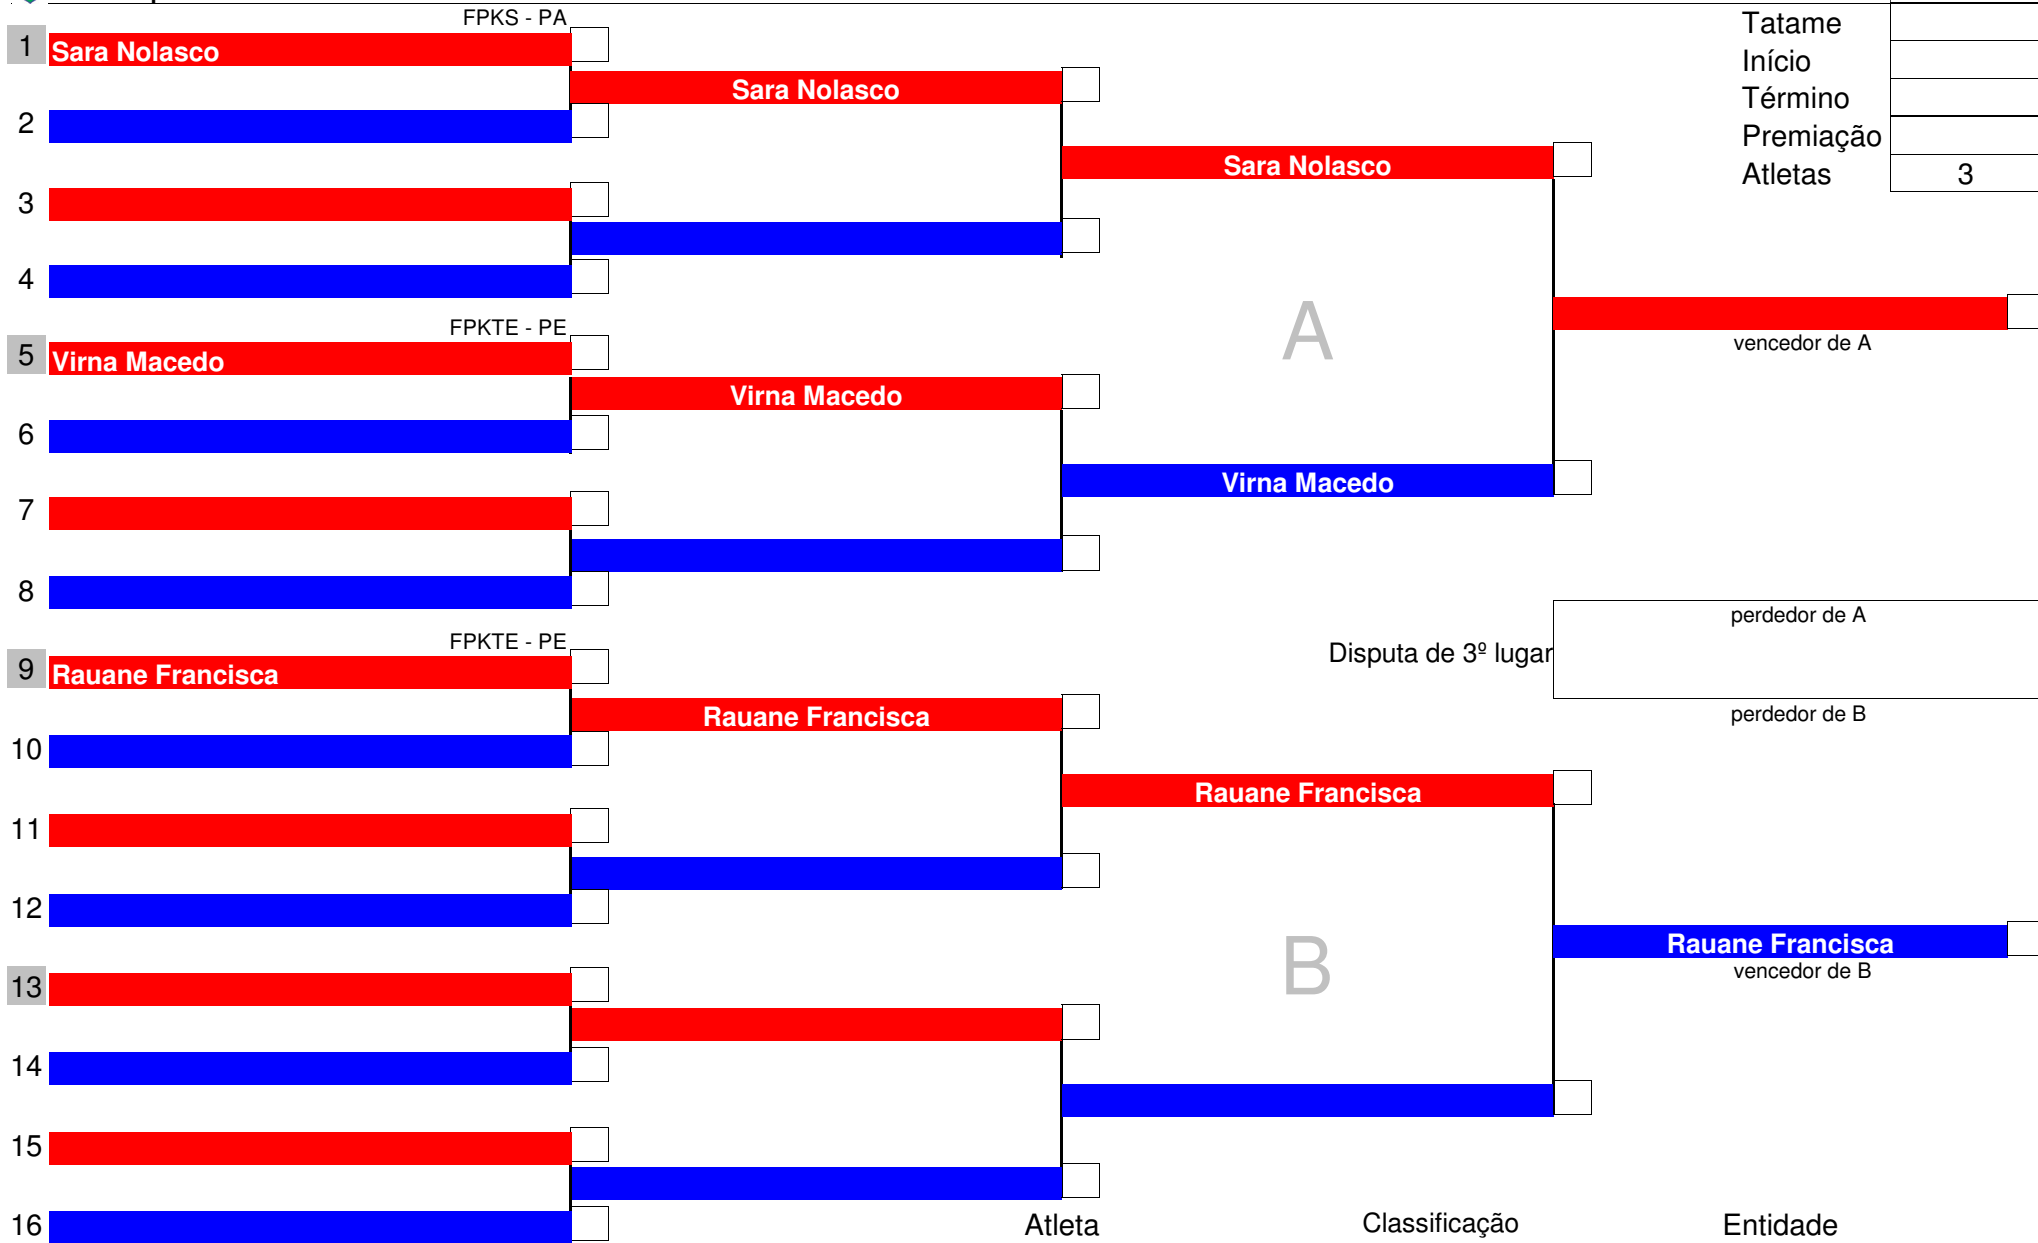 FPKS - PA
Tatame
1 Sara Nolasco
Início
Sara Nolasco
Término
2
Premiação
Sara Nolasco
Atletas 3
3
4
A
FPKTE - PE
vencedor de A
5 Virna Macedo
Virna Macedo
6
Virna Macedo
7
8
perdedor de A
FPKTE - PE
Disputa de 3º lugar
9 Rauane Francisca
Rauane Francisca
perdedor de B
10
Rauane Francisca
11
12
Rauane Francisca
B
vencedor de B
13
14
15
16
Atleta Classificação Entidade